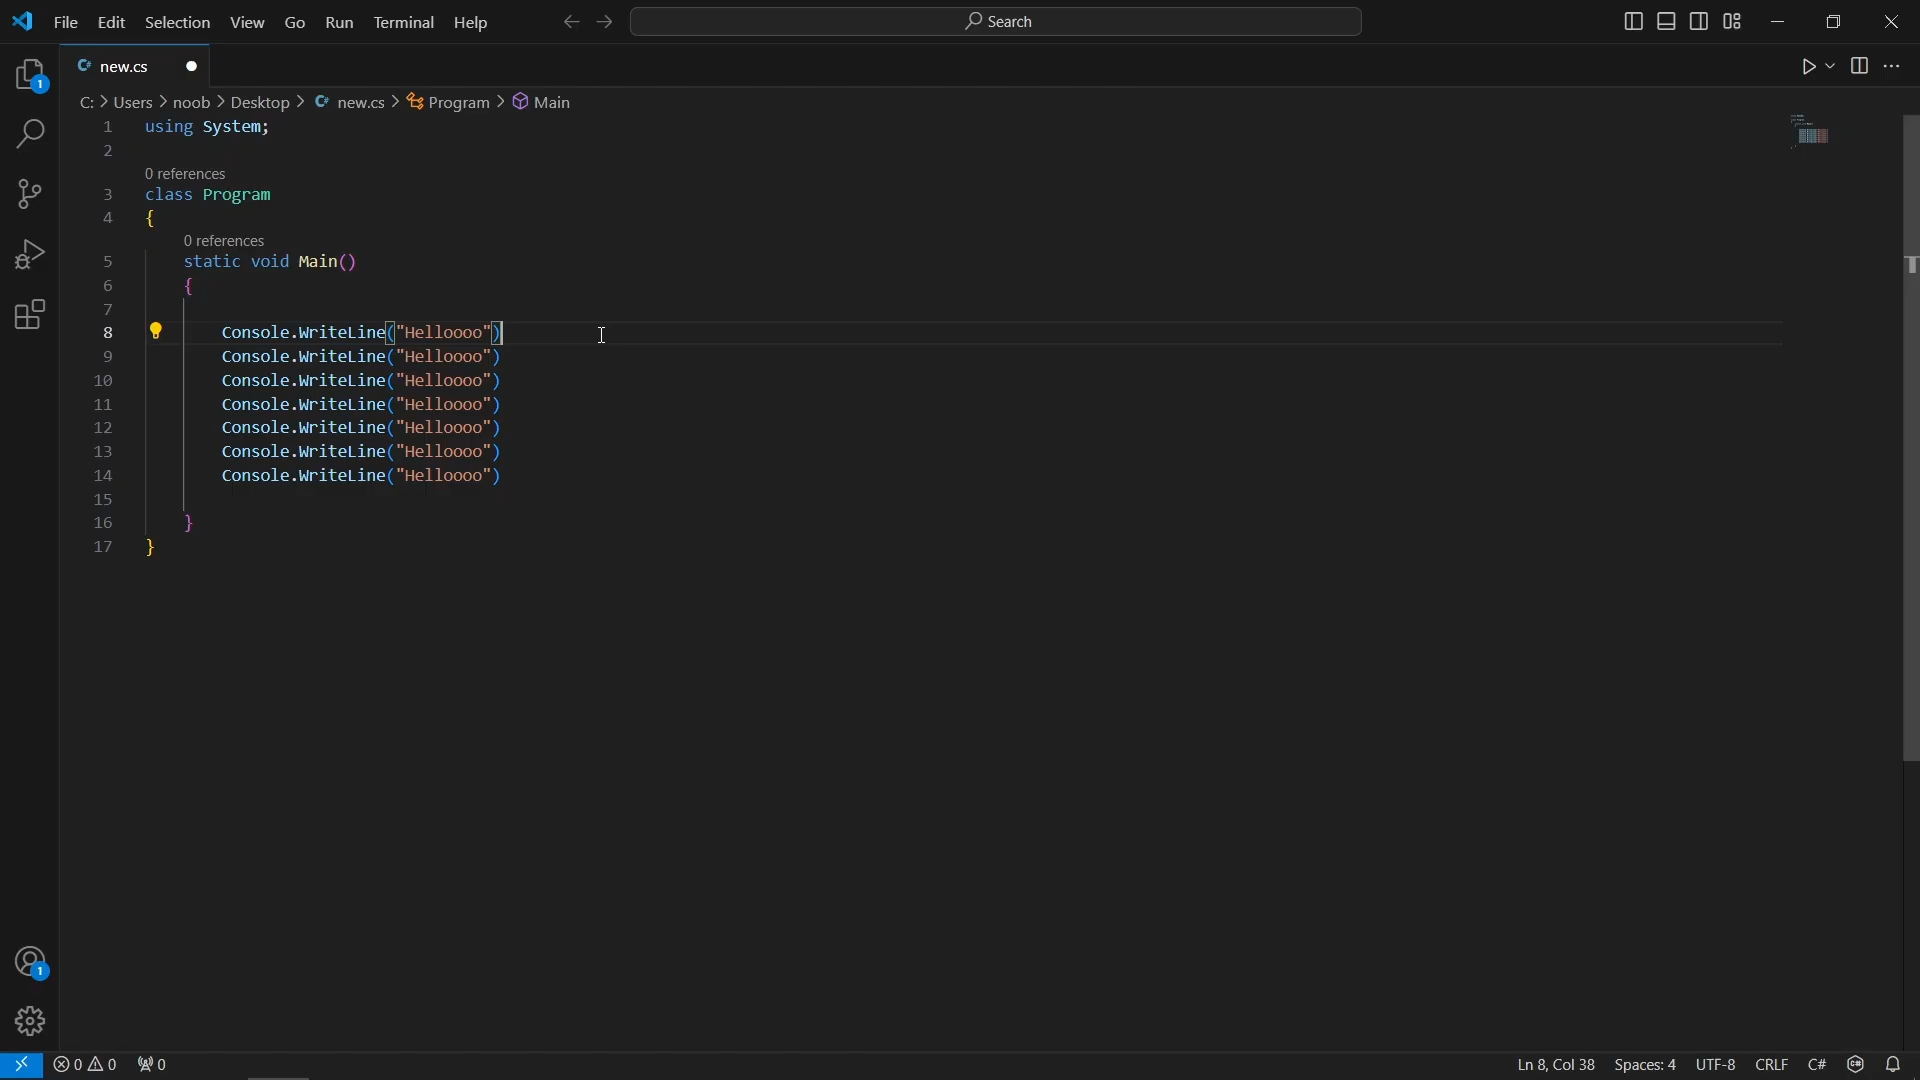 File Edit Selection View Go Run Terminal Help Search
1
new.cs
C: > Users > noob > Desktop > new.cs > Program > Main
1 using System;
2
0 references
3 class Program
4 {
0 references
5 static void Main()
6 {
7
8 Console.WriteLine("Helloooo")
9 Console.WriteLine("Helloooo")
10 Console.WriteLine("Helloooo")
11 Console.WriteLine("Helloooo")
12 Console.WriteLine("Helloooo")
13 Console.WriteLine("Helloooo")
14 Console.WriteLine("Helloooo")
15
16 }
17 }
1
0 0 0 Ln 8, Col 38 Spaces: 4 UTF-8 CRLF C#